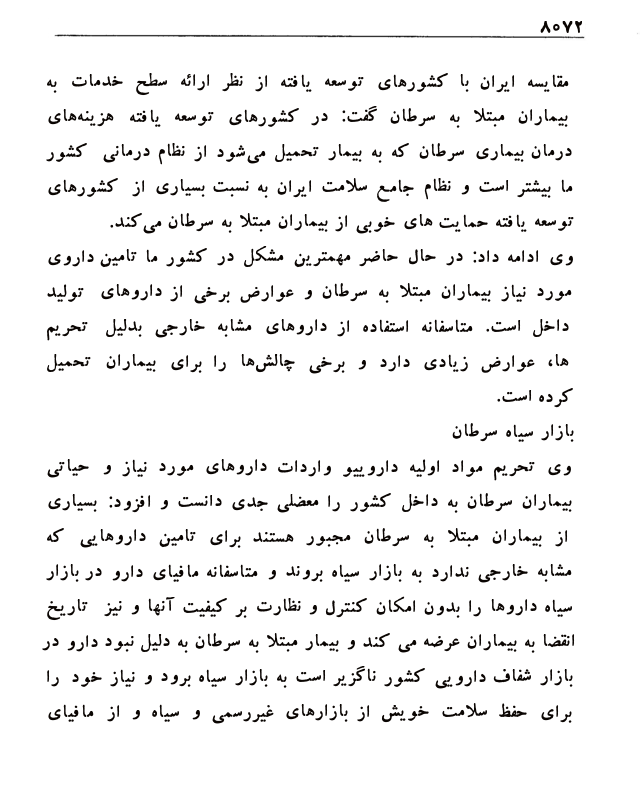 ۸۰۷۲
مقایسه ایران با کشورهای توسعه یافته از نظر ارائه سطح خدمات به
بیماران مبتلا به سرطان گفت: در کشورهای توسعه یافته هزینه‌های
درمان بیماری سرطان که به بیمار تحمیل می‌شود از نظام درمانی کشور
ما بیشتر است و نظام جامع سلامت ایران به نسبت بسیاری از کشورهای
توسعه یافته حمایت های خوبی از بیماران مبتلا به سرطان می‌کند.
وی ادامه داد: در حال حاضر مهمترین مشکل در کشور ما تامین داروی
مورد نیاز بیماران مبتلا به سرطان و عوارض برخی از داروهای تولید
داخل است. متاسفانه استفاده از داروهای مشابه خارجی بدلیل تحریم
ها، عوارض زیادی دارد و برخی چالش‌ها را برای بیماران تحمیل
کرده است.
بازار سیاه سرطان
وی تحریم مواد اولیه داروییو واردات داروهای مورد نیاز و حیاتی
بیماران سرطان به داخل کشور را معضلی جدی دانست و افزود: بسیاری
از بیماران مبتلا به سرطان مجبور هستند برای تامین داروهایی که
مشابه خارجی ندارد به بازار سیاه بروند و متاسفانه مافیای دارو در بازار
سیاه داروها را بدون امکان کنترل و نظارت بر کیفیت آنها و نیز تاریخ
انقضا به بیماران عرضه می کند و بیمار مبتلا به سرطان به دلیل نبود دارو در
بازار شفاف دارویی کشور ناگزیر است به بازار سیاه برود و نیاز خود را
برای حفظ سلامت خویش از بازارهای غیررسمی و سیاه و از مافیای